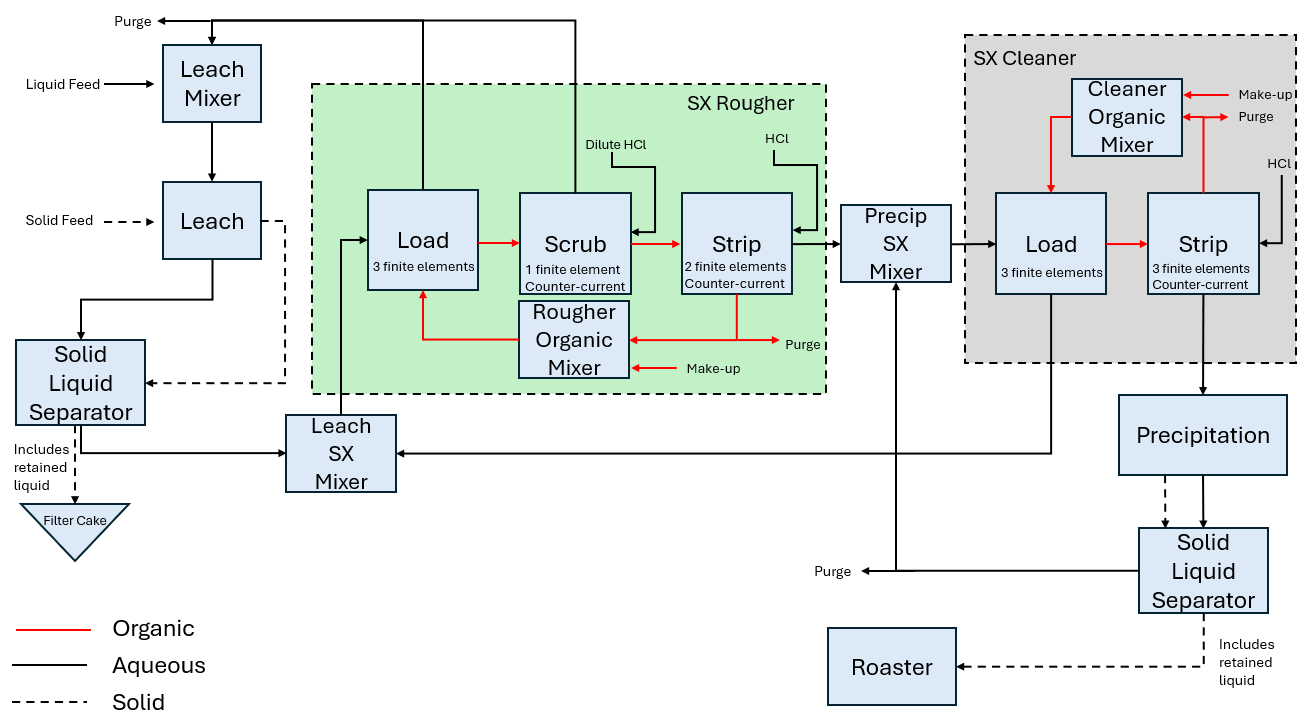 Purge
Leach
Mixer
Liquid Feed
Leach
Solid Feed
Solid
Liquid
Separator
Includes
retained
liquid
Filter Cake
SX Rougher
Dilute HCl
HCl
Load
3 finite elements
Scrub
1 finite element
Counter-current
Strip
2 finite elements
Counter-current
Rougher
Organic
Mixer
Purge
Make-up
Leach
SX
Mixer
Precip
SX
Mixer
SX Cleaner
Cleaner
Organic
Mixer
Make-up
Purge
HCl
Load
3 finite elements
Strip
3 finite elements
Counter-current
Precipitation
Solid
Liquid
Separator
Purge
Includes
retained
liquid
Roaster
Organic
Aqueous
Solid